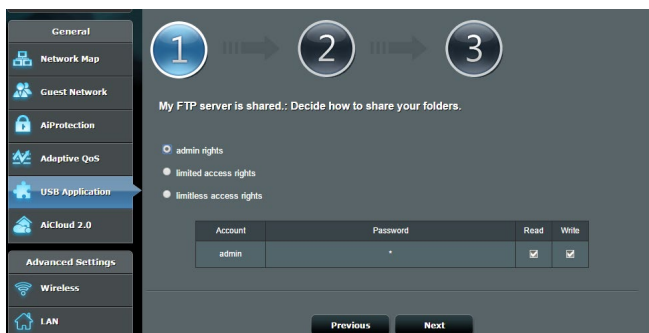 General
Network Map
Guest Network
AiProtection
Adaptive QoS
USB Application
AiCloud 2.0
Advanced Settings
Wireless
LAN
1
2
3
My FTP server is shared.: Decide how to share your folders.
admin rights
limited access rights
limitless access rights
Account Password Read Write
admin *
Previous Next